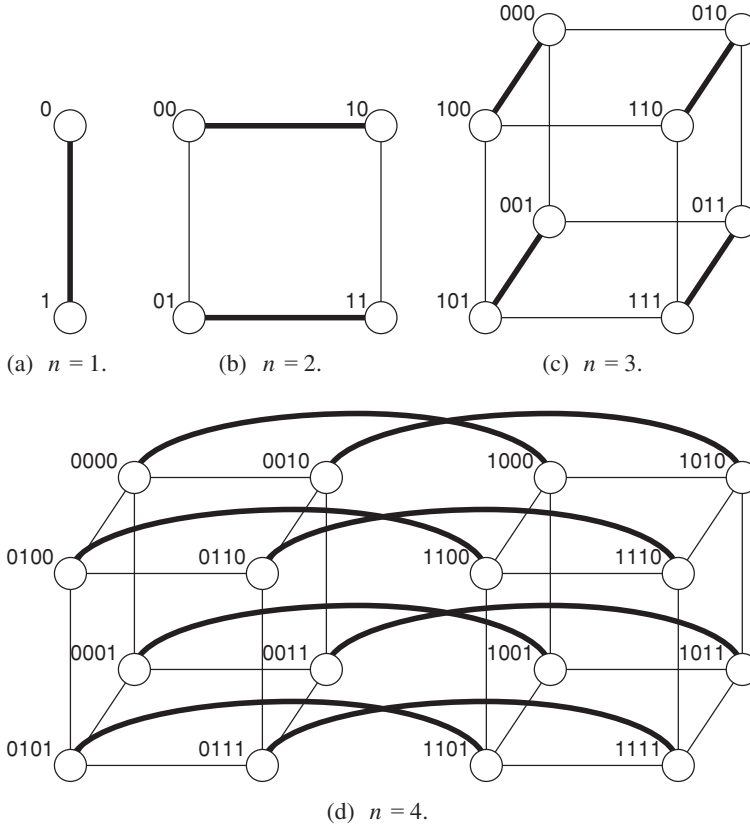 000 010
0 00 10 100 110
001 011
1 01 11 101 111
(a) n = 1. (b) n = 2. (c) n = 3.
0000 0010 1000 1010
0100 0110 1100 1110
0001 0011 1001 1011
0101 0111 1101 1111
(d) n = 4.